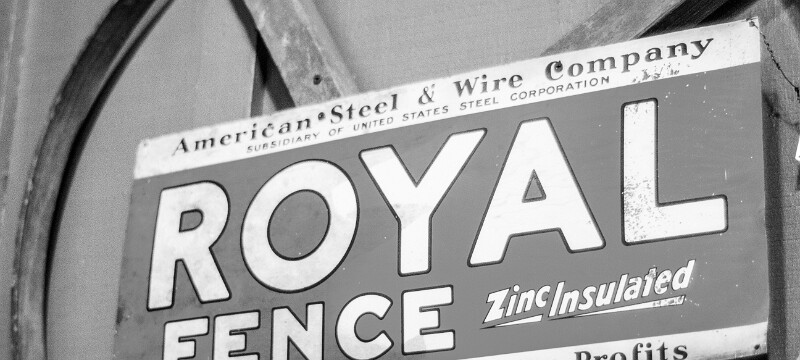 American Steel & Wire Company
SUBSIDIARY OF UNITED STATES STEEL CORPORATION
ROYAL
FENCE Zinc Insulated
Profits